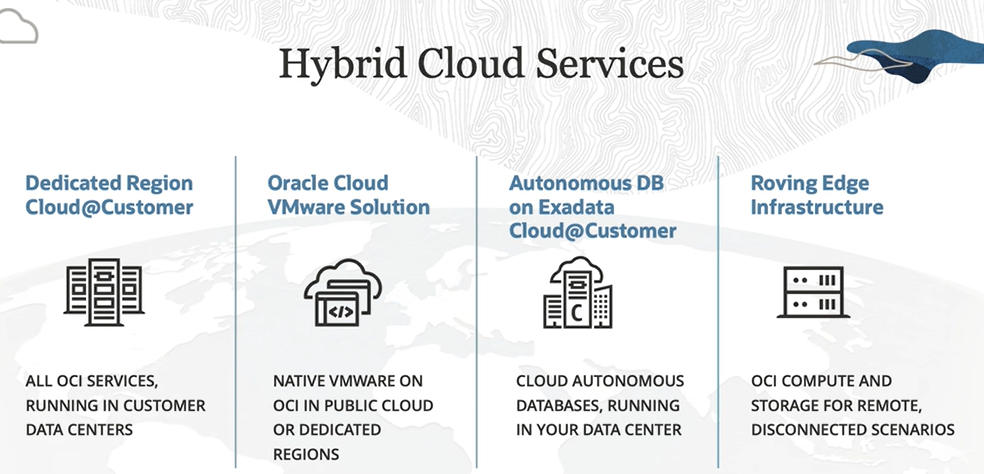 Hybrid Cloud Services
Dedicated Region
Cloud@Customer
ALL OCI SERVICES,
RUNNING IN CUSTOMER
DATA CENTERS
Oracle Cloud
VMware Solution
</>
NATIVE VMWARE ON
OCI IN PUBLIC CLOUD
OR DEDICATED
REGIONS
Autonomous DB
on Exadata
Cloud@Customer
C
CLOUD AUTONOMOUS
DATABASES, RUNNING
IN YOUR DATA CENTER
Roving Edge
Infrastructure
OCI COMPUTE AND
STORAGE FOR REMOTE,
DISCONNECTED SCENARIOS